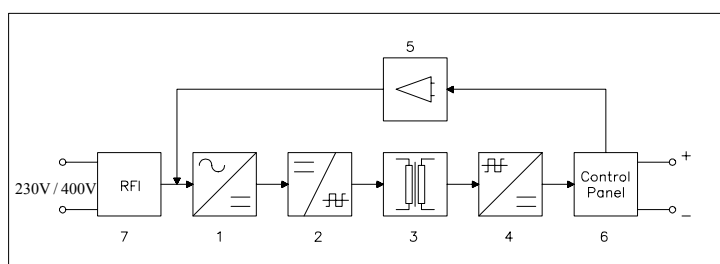 5
230V / 400V
RFI
Control
Panel
+
–
7
1
2
3
4
6